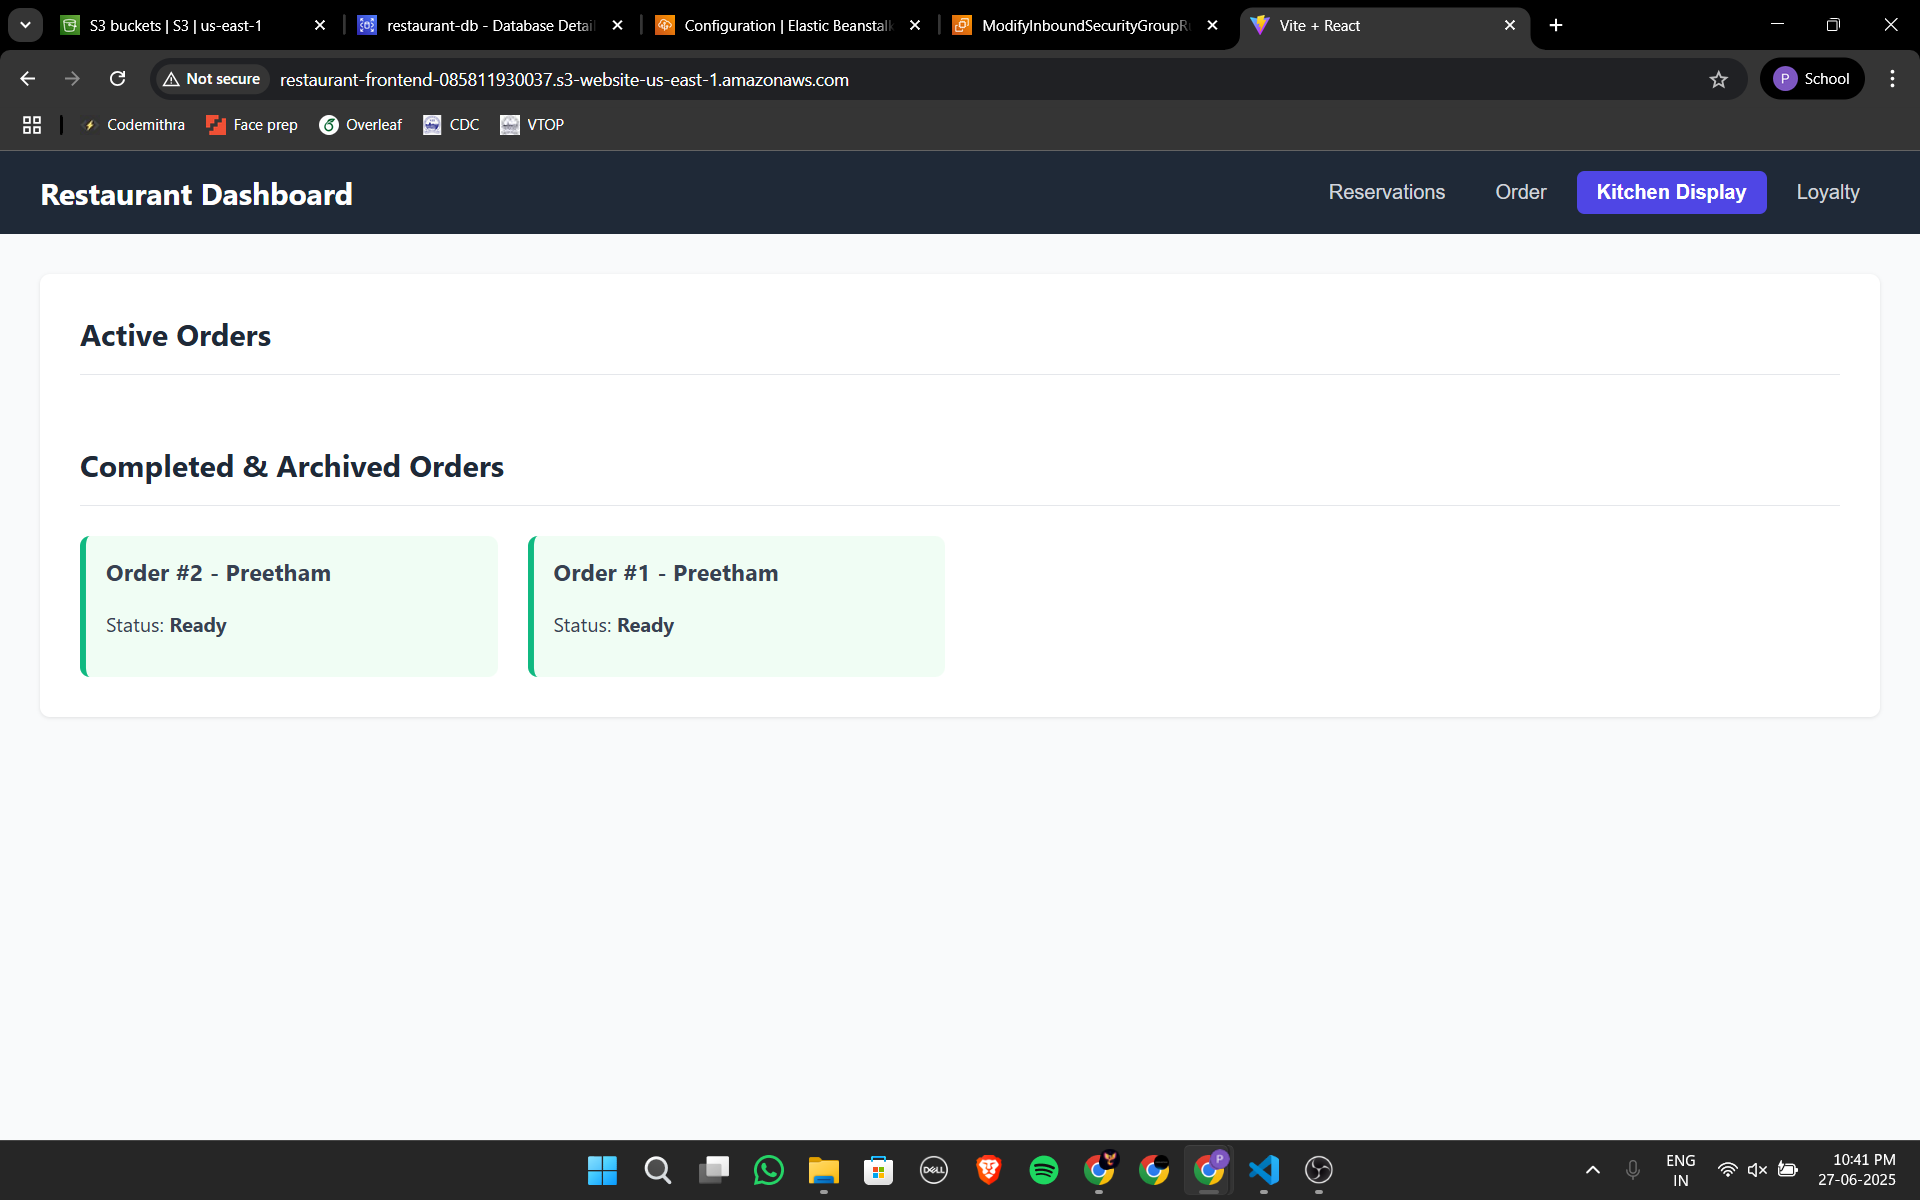 S3 buckets | S3 | us-east-1
restaurant-db - Database Detail
Configuration | Elastic Beanstalk
ModifyInboundSecurityGroupRu
Vite + React
Not secure
restaurant-frontend-085811930037.s3-website-us-east-1.amazonaws.com
P
School
Codemithra
Face prep
Overleaf
CDC
VTOP
Restaurant Dashboard
Reservations
Order
Kitchen Display
Loyalty
Active Orders
Completed & Archived Orders
Order #2 - Preetham
Status: Ready
Order #1 - Preetham
Status: Ready
DELL
P
ENG
IN
10:41 PM
27-06-2025